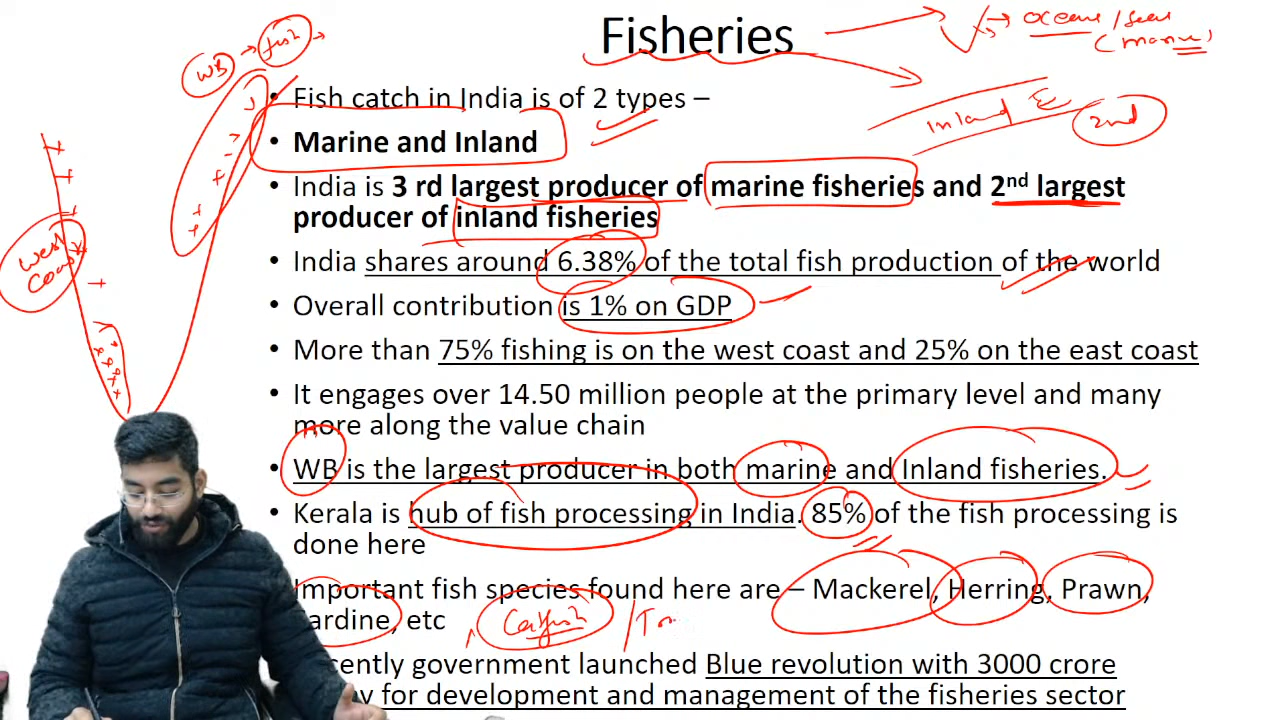 Fisheries
oceans / seas
(marine)
WB → fish →
Fish catch in India is of 2 types –
inland
2nd
Marine and Inland
India is 3 rd largest producer of marine fisheries and 2nd largest
producer of inland fisheries
West
Coast
India shares around 6.38% of the total fish production of the world
Overall contribution is 1% on GDP
More than 75% fishing is on the west coast and 25% on the east coast
It engages over 14.50 million people at the primary level and many
more along the value chain
WB is the largest producer in both marine and Inland fisheries.
Kerala is hub of fish processing in India. 85% of the fish processing is
done here
Important fish species found here are – Mackerel, Herring, Prawn,
Sardine, etc
, Catfish /
cently government launched Blue revolution with 3000 crore
y for development and management of the fisheries sector